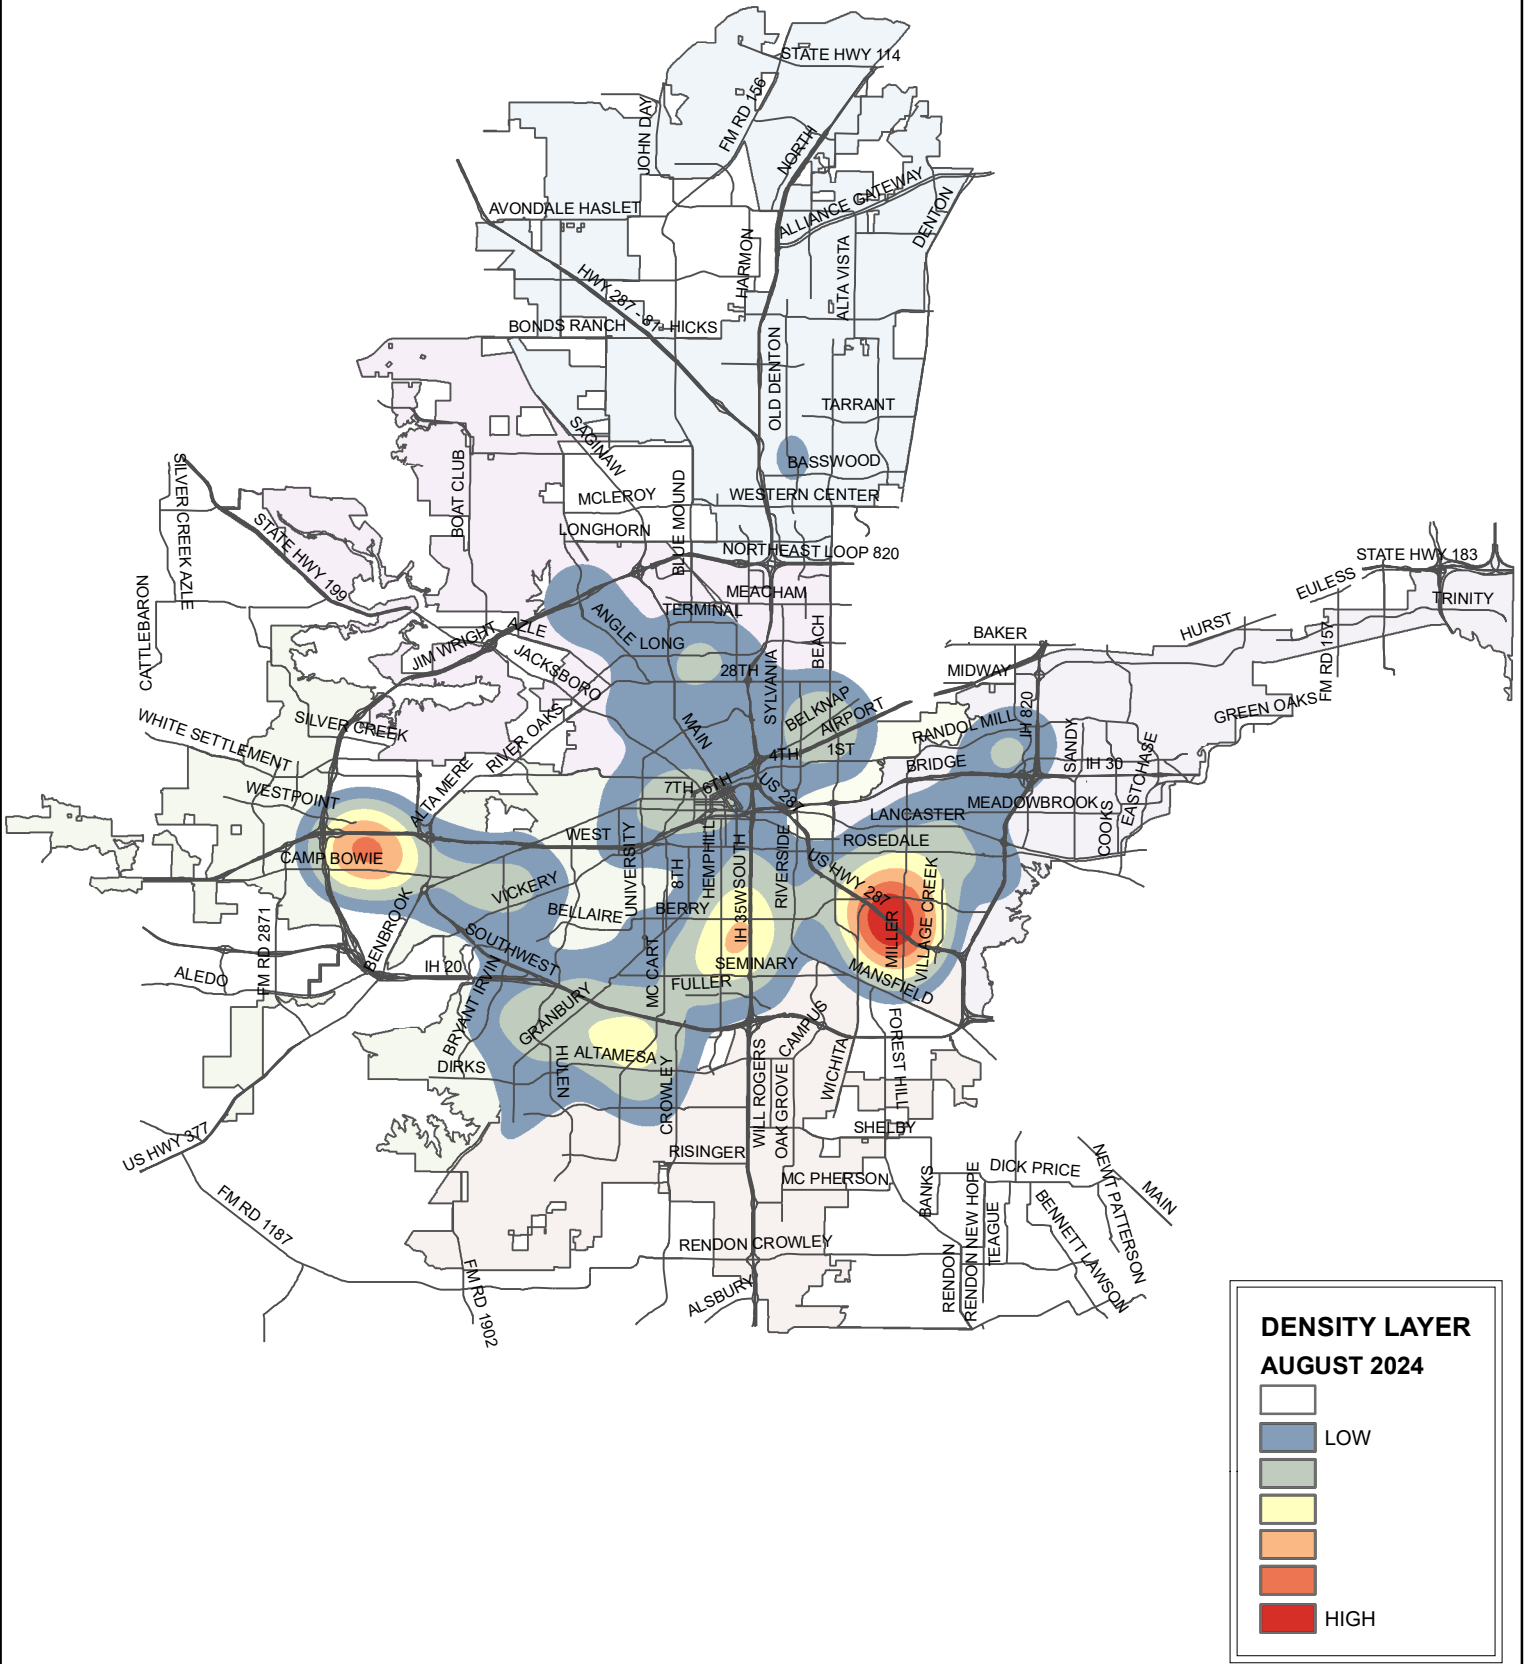 STATE HWY 114
FM RD 156
JOHN DAY
NORTH
ALLIANCE GATEWAY
DENTON
AVONDALE HASLET
HARMON
ALTA VISTA
HWY 287 - 81
HICKS
BONDS RANCH
OLD DENTON
TARRANT
SAGINAW
BASSWOOD
BOAT CLUB
MCLEROY
BLUE MOUND
WESTERN CENTER
SILVER CREEK AZLE
STATE HWY 199
LONGHORN
NORTHEAST LOOP 820
STATE HWY 183
EULESS
TRINITY
CATTLEBARON
MEACHAM
TERMINAL
ANGLE
LONG
AZLE
JIM WRIGHT
JACKSBORO
BEACH
BAKER
HURST
FM RD 157
MIDWAY
28TH
SYLVANIA
BELKNAP
AIRPORT
GREEN OAKS
WHITE SETTLEMENT
SILVER CREEK
RIVER OAKS
MAIN
RANDOL MILL
IH 820
SANDY
EASTCHASE
4TH
1ST
BRIDGE
IH 30
WESTPOINT
ALTA MERE
7TH
6TH
US 287
MEADOWBROOK
COOKS
LANCASTER
WEST
UNIVERSITY
ROSEDALE
CAMP BOWIE
8TH
HEMPHILL
SOUTH
RIVERSIDE
US HWY 287
VICKERY
BELLAIRE
BERRY
IH 35W
MILLER
VILLAGE CREEK
FM RD 2871
BENBROOK
SOUTHWEST
IH 20
MC CART
SEMINARY
MANSFIELD
ALEDO
BRYANT IRVIN
FULLER
GRANBURY
CAMPUS
FOREST HILL
ALTAMESA
HULEN
DIRKS
CROWLEY
WILL ROGERS
OAK GROVE
WICHITA
US HWY 377
SHELBY
RISINGER
MC PHERSON
BANKS
DICK PRICE
NEWT PATTERSON
MAIN
FM RD 1187
RENDON NEW HOPE
TEAGUE
BENNETT LAWSON
RENDON CROWLEY
RENDON
ALSBURY
FM RD 1902
DENSITY LAYER
AUGUST 2024
LOW
HIGH